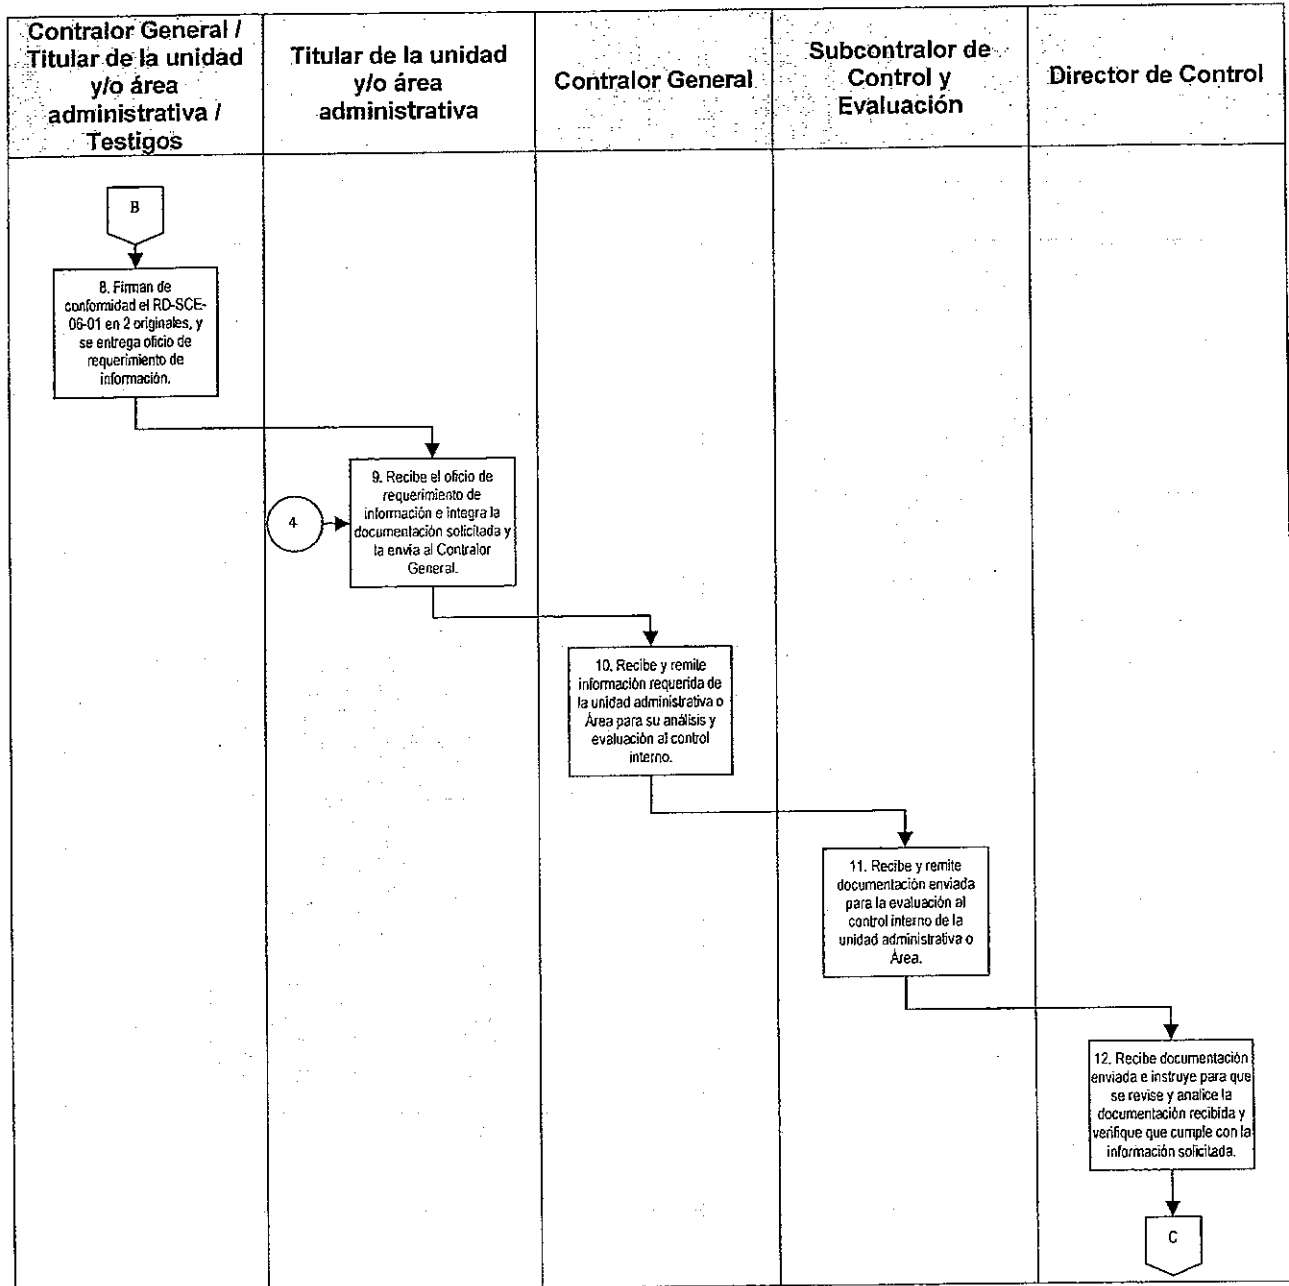 Contralor General /
Titular de la unidad
y/o área
administrativa /
Testigos
Titular de la unidad
y/o área
administrativa
Contralor General
Subcontralor de
Control y
Evaluación
Director de Control
B
8. Firman de
conformidad el RD-SCE-
06-01 en 2 originales, y
se entrega oficio de
requerimiento de
información.
9. Recibe el oficio de
requerimiento de
información e integra la
documentación solicitada y
la envía al Contralor
General.
4
10. Recibe y remite
información requerida de
la unidad administrativa o
Área para su análisis y
evaluación al control
interno.
11. Recibe y remite
documentación enviada
para la evaluación al
control interno de la
unidad administrativa o
Área.
12. Recibe documentación
enviada e instruye para que
se revise y analice la
documentación recibida y
verifique que cumple con la
información solicitada.
C